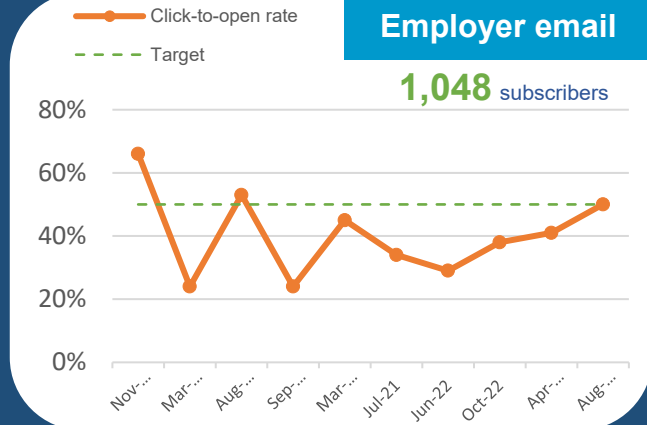 Click-to-open rate
Target
Employer email
1,048 subscribers
80%
60%
40%
20%
0%
Nov-...
Mar-...
Aug-...
Sep-...
Mar-...
Jul-21
Jun-22
Oct-22
Apr-...
Aug-...